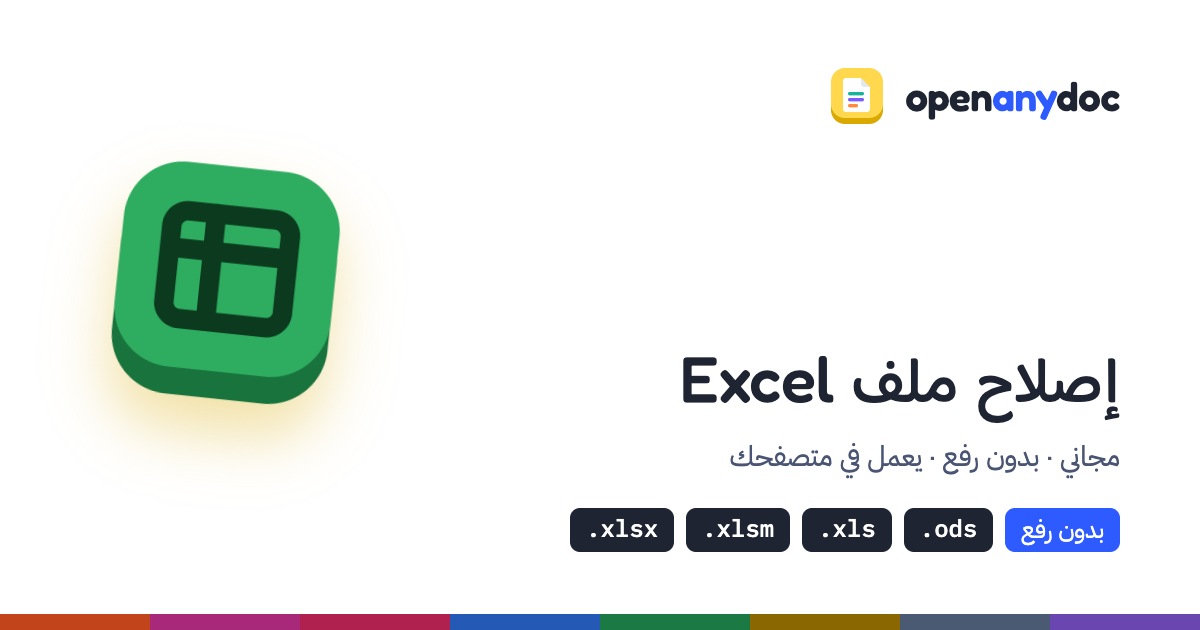 openanydoc
إصلاح ملف Excel
مجاني · بدون رفع · يعمل في متصفحك
بدون رفع .ods .xls .xlsm .xlsx